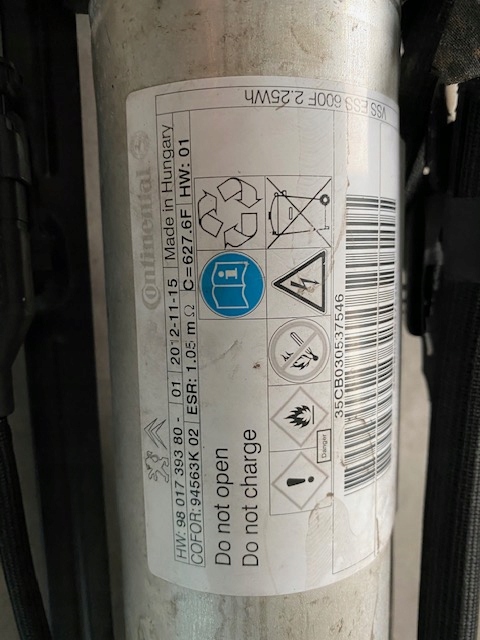 VSS ESS 600F 2.25Wh
Continental
Made in Hungary
HW: 98 017 393 80 - 01 2012-11-15
COFOR: 94563K 02 ESR: 1.05 m Ω C=627.6F HW: 01
Do not open
Do not charge
Danger
35CB030537546